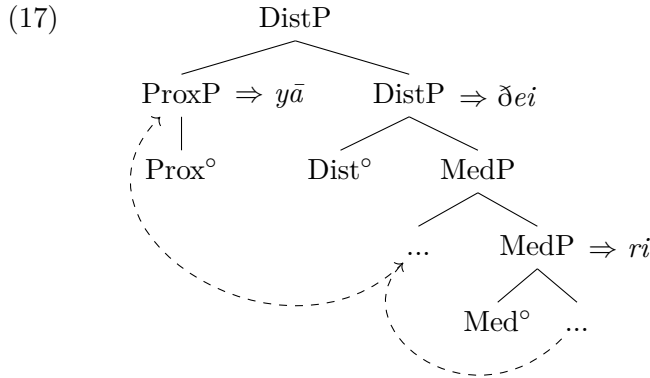 (17) DistP
ProxP ⇒ yā DistP ⇒ ðei
Prox° Dist° MedP
... MedP ⇒ ri
Med° ...